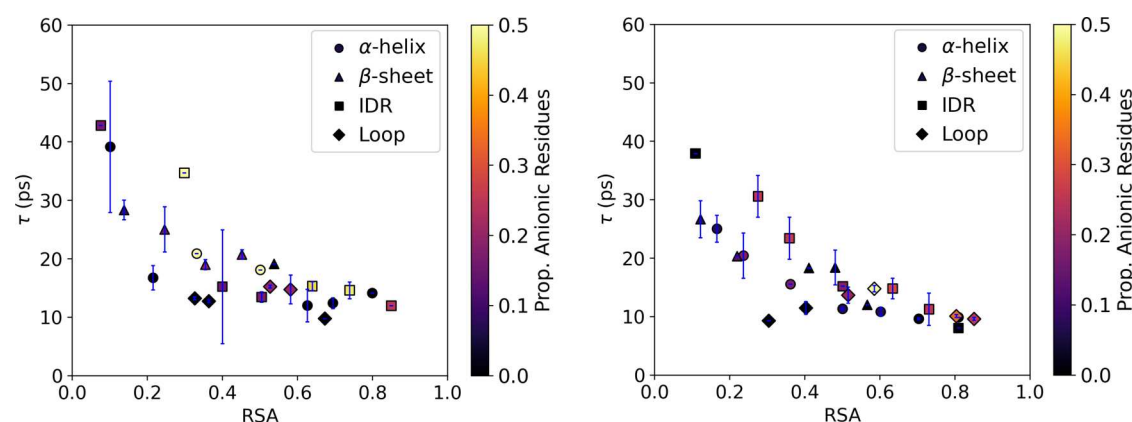 60
50
40
30
20
10
0
τ (ps)
0.0 0.2 0.4 0.6 0.8 1.0
RSA
α-helix
β-sheet
IDR
Loop
0.5
0.4
0.3
0.2
0.1
0.0
Prop. Anionic Residues
60
50
40
30
20
10
0
τ (ps)
0.0 0.2 0.4 0.6 0.8 1.0
RSA
α-helix
β-sheet
IDR
Loop
0.5
0.4
0.3
0.2
0.1
0.0
Prop. Anionic Residues